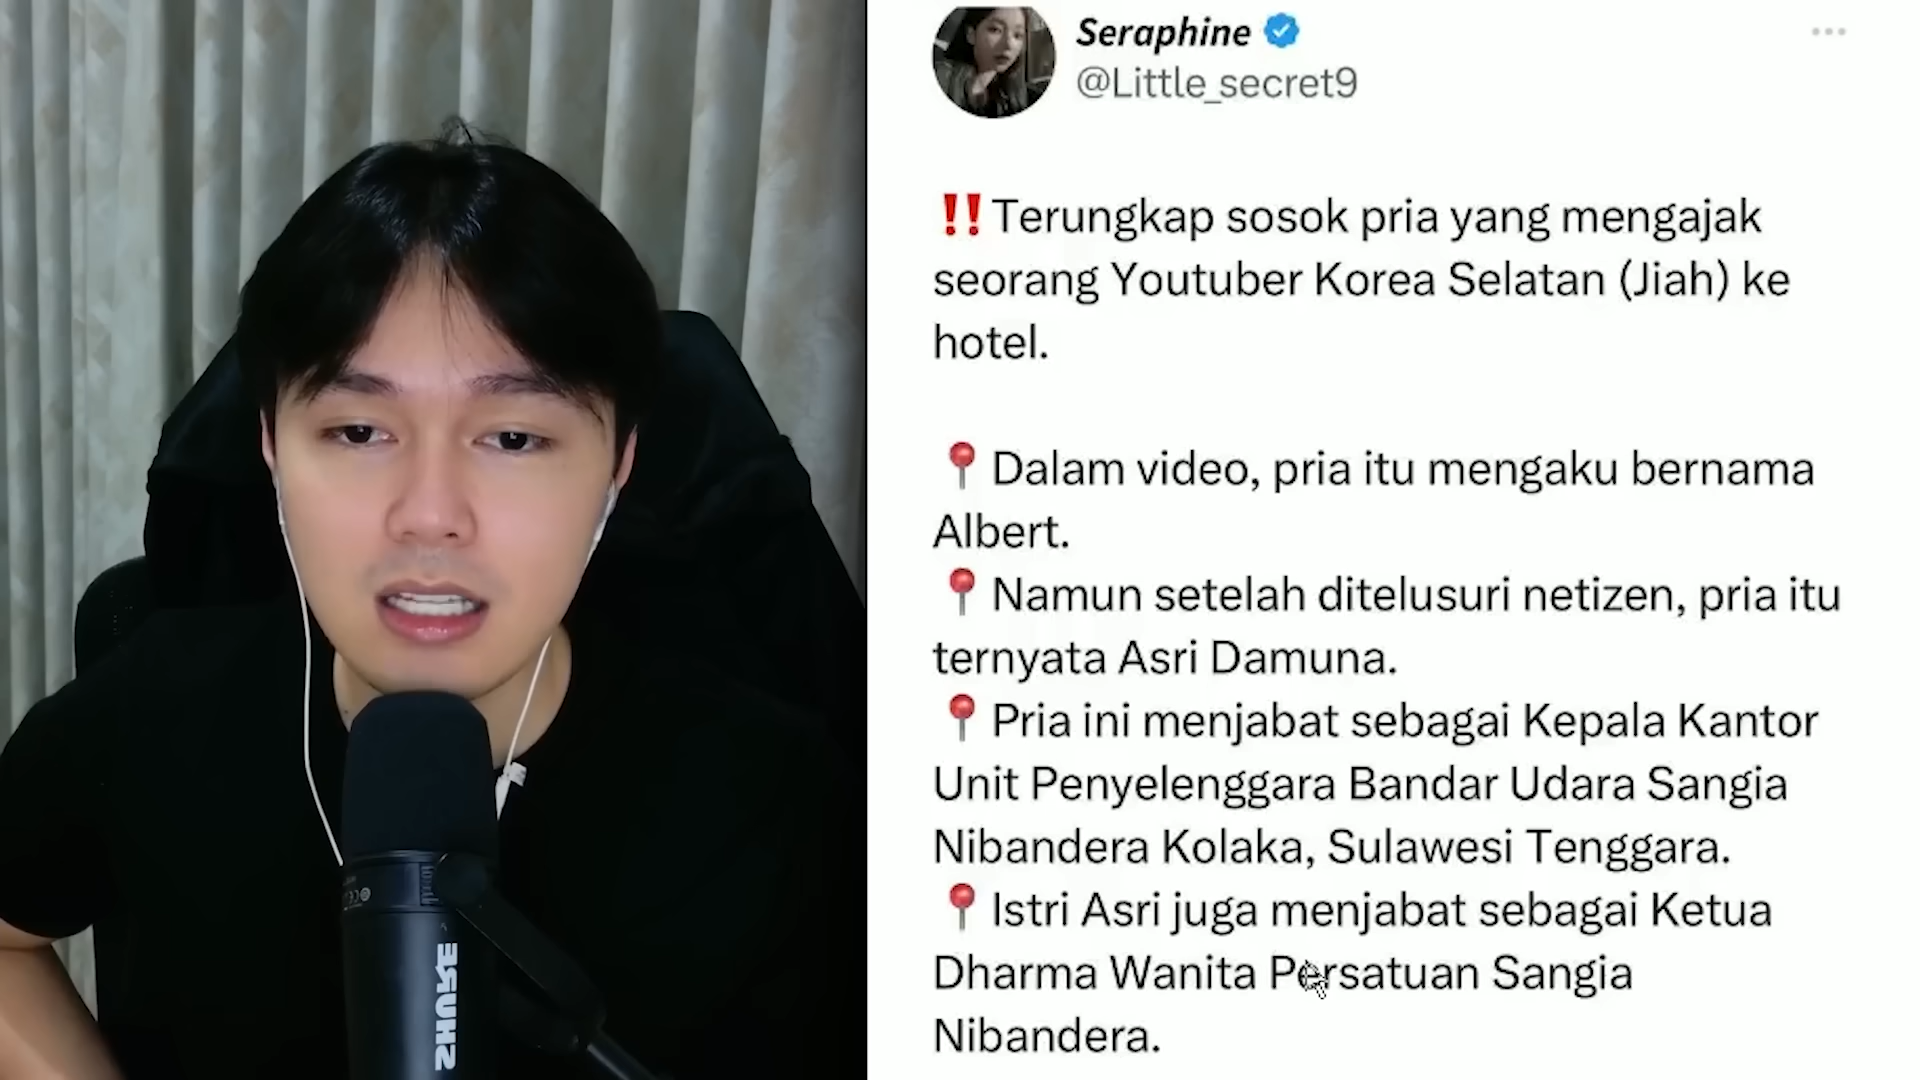 Seraphine
@Little_secret9
‼️Terungkap sosok pria yang mengajak
seorang Youtuber Korea Selatan (Jiah) ke
hotel.
📍Dalam video, pria itu mengaku bernama
Albert.
📍Namun setelah ditelusuri netizen, pria itu
ternyata Asri Damuna.
📍Pria ini menjabat sebagai Kepala Kantor
Unit Penyelenggara Bandar Udara Sangia
Nibandera Kolaka, Sulawesi Tenggara.
📍Istri Asri juga menjabat sebagai Ketua
Dharma Wanita Persatuan Sangia
Nibandera.
SHURE